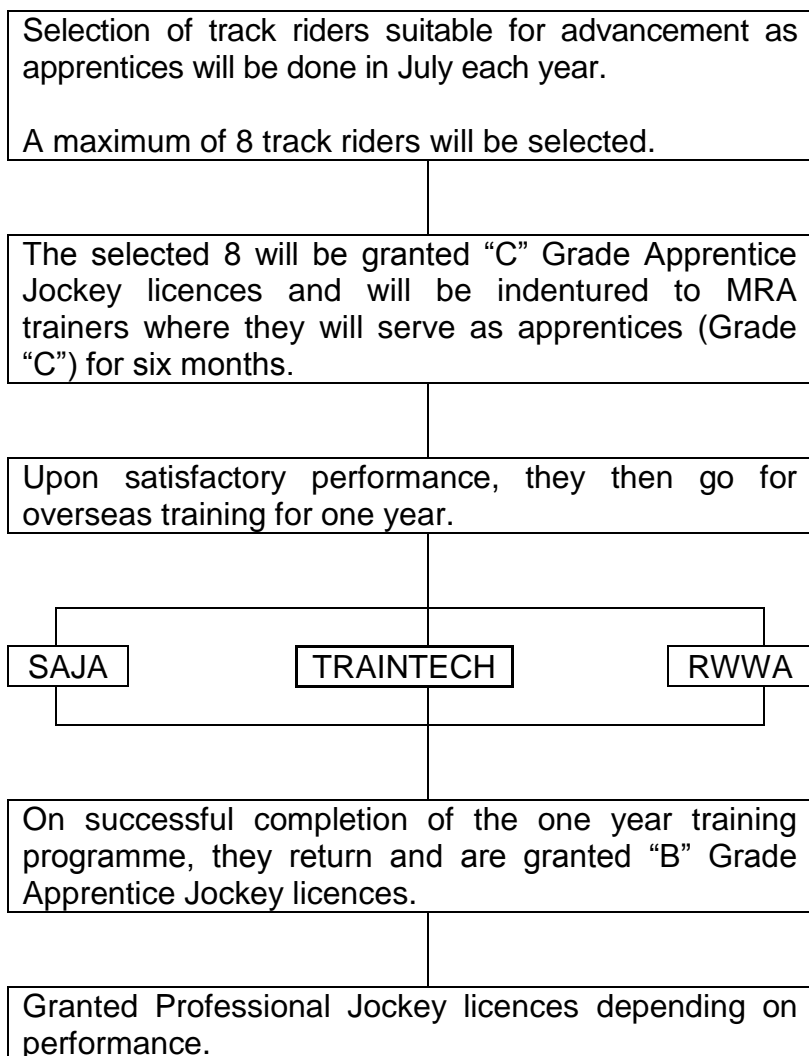 Selection of track riders suitable for advancement as
apprentices will be done in July each year.
A maximum of 8 track riders will be selected.
The selected 8 will be granted “C” Grade Apprentice
Jockey licences and will be indentured to MRA
trainers where they will serve as apprentices (Grade
“C”) for six months.
Upon satisfactory performance, they then go for
overseas training for one year.
SAJA TRAINTECH RWWA
On successful completion of the one year training
programme, they return and are granted “B” Grade
Apprentice Jockey licences.
Granted Professional Jockey licences depending on
performance.